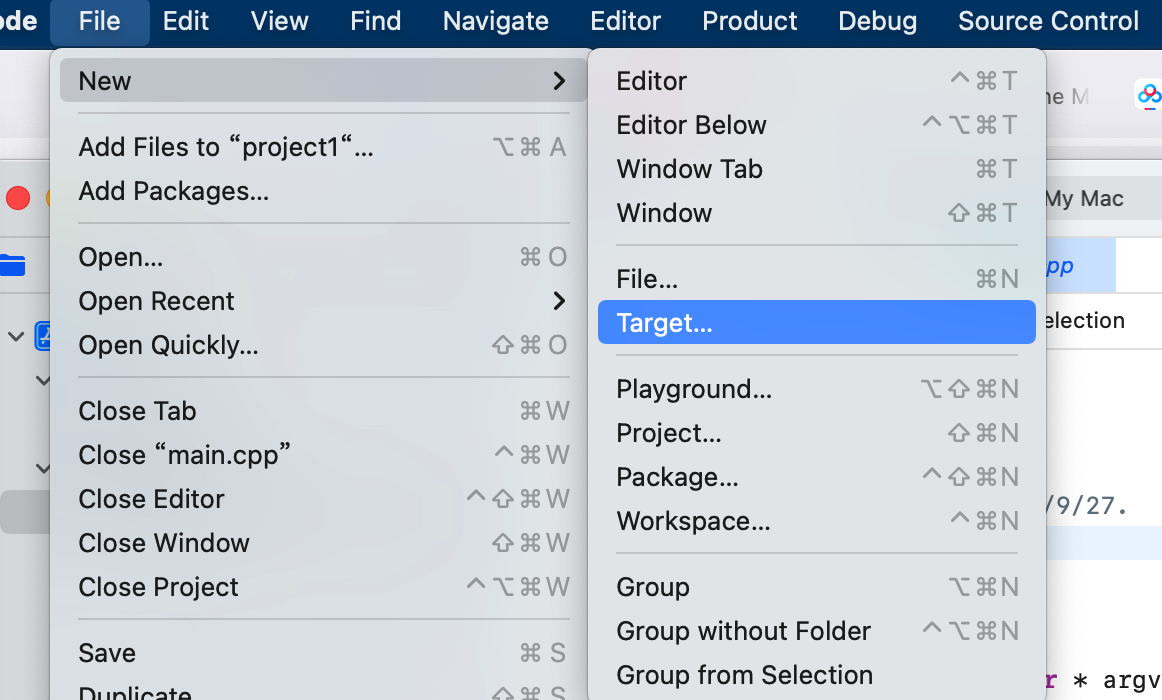 ode File Edit View Find Navigate Editor Product Debug Source Control
New
Add Files to “project1“... ⌥⌘ A
Add Packages...
Open... ⌘ O
Open Recent
Open Quickly... ⇧⌘ O
Close Tab ⌘W
Close “main.cpp” ^⌘W
Close Editor ^⇧⌘W
Close Window ⇧⌘W
Close Project ^⌥⌘W
Save ⌘ S
Duplicate ⇧⌘ S
Editor ^⌘T
Editor Below ^⌥⌘T
Window Tab ⌘T
Window ⇧⌘T
File... ⌘N
Target...
Playground... ⌥⇧⌘N
Project... ⇧⌘N
Package... ^⇧⌘N
Workspace... ^⌘N
Group ⌥⌘N
Group without Folder ^⌥⌘N
Group from Selection
ne M
My Mac
pp
election
/9/27.
r * argv